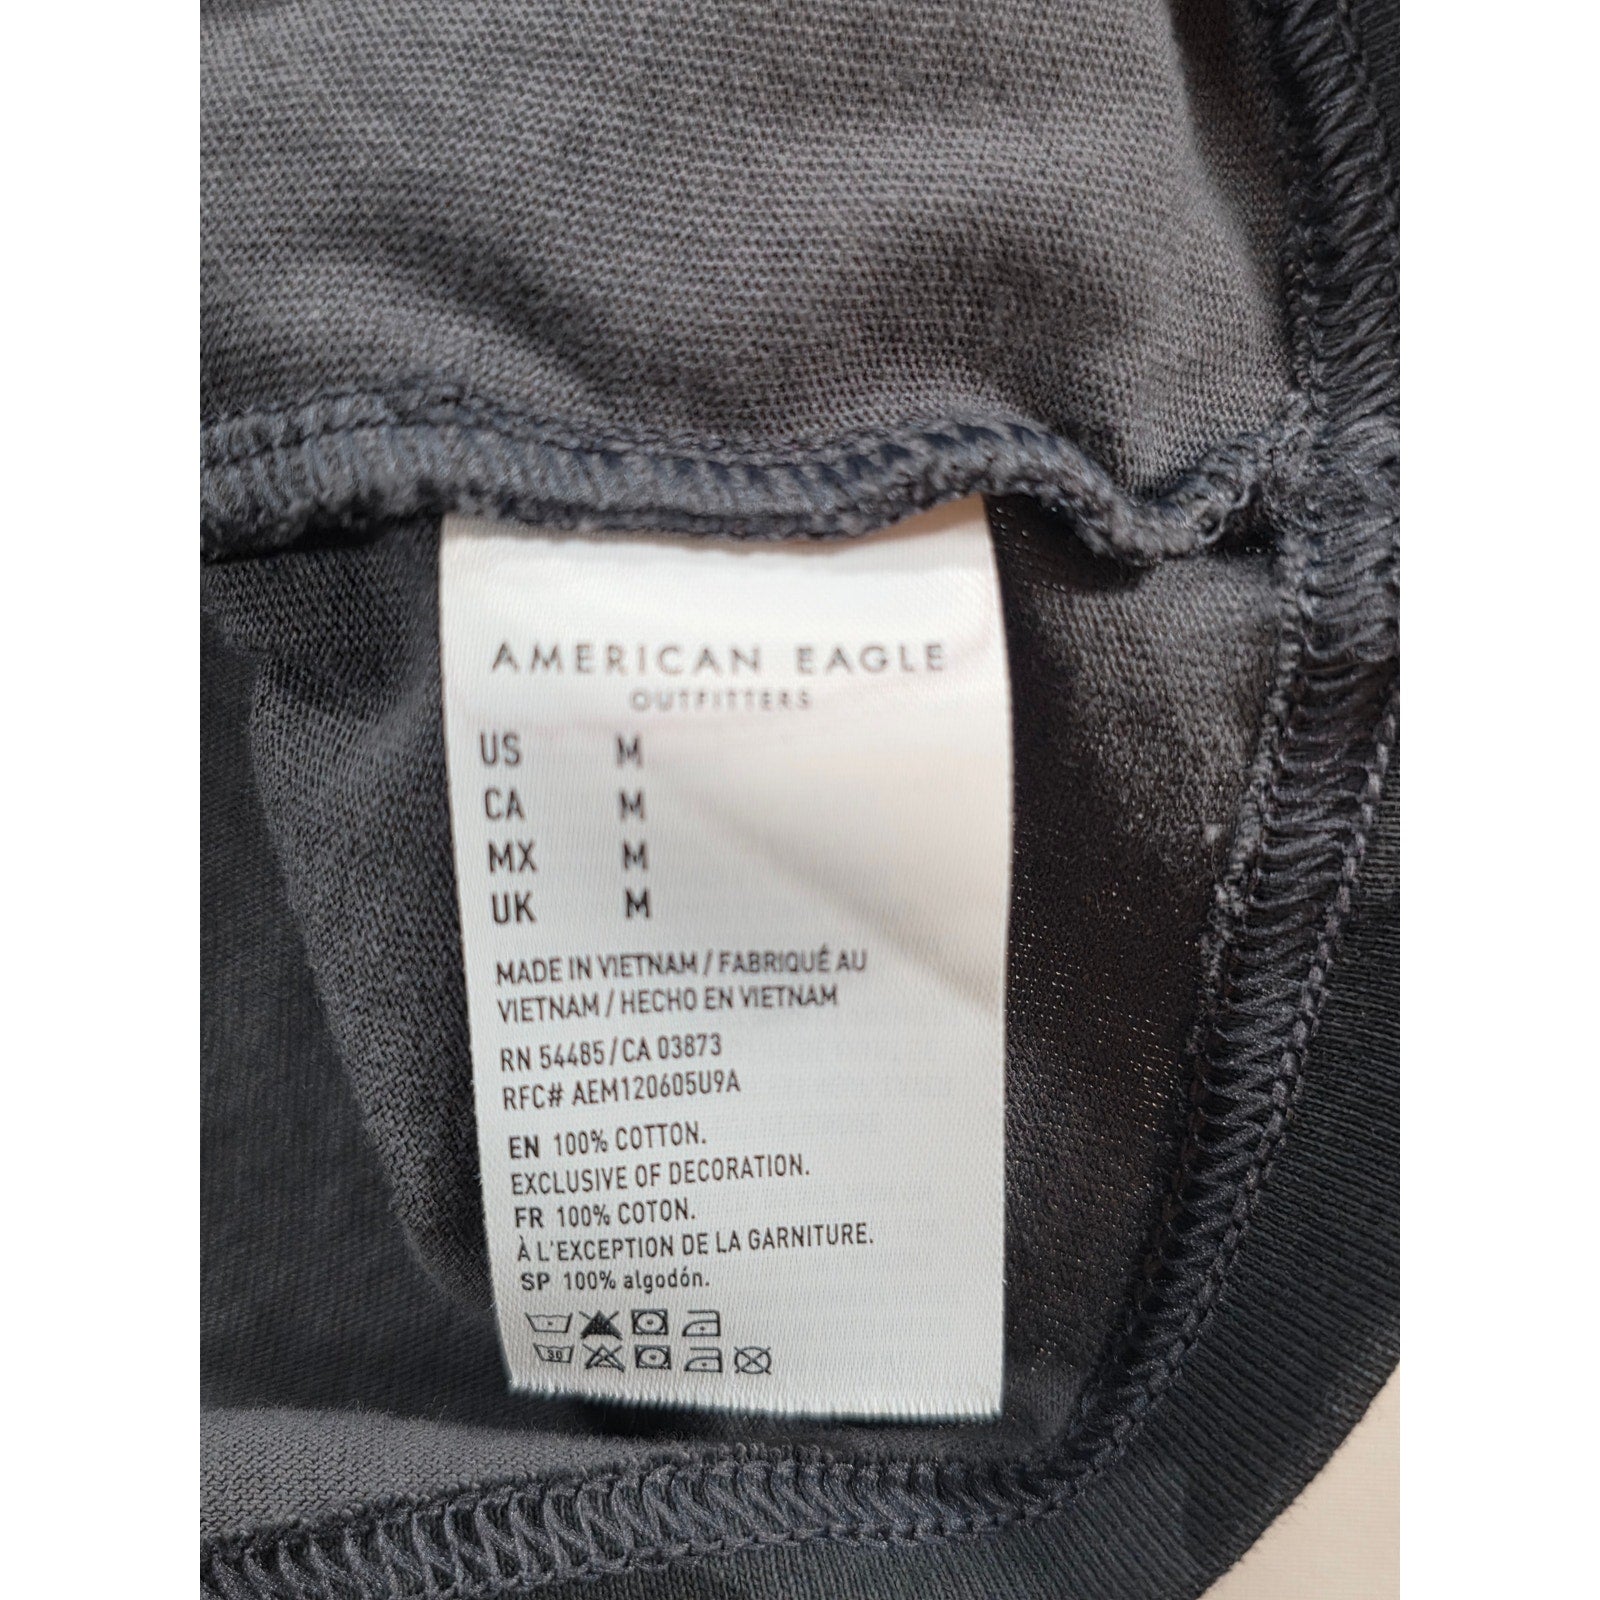 AMERICAN EAGLE
OUTFITTERS
US M
CA M
MX M
UK M
MADE IN VIETNAM / FABRIQUÉ AU
VIETNAM / HECHO EN VIETNAM
RN 54485 / CA 03873
RFC# AEM120605U9A
EN 100% COTTON.
EXCLUSIVE OF DECORATION.
FR 100% COTON.
À L'EXCEPTION DE LA GARNITURE.
SP 100% algodón.
30